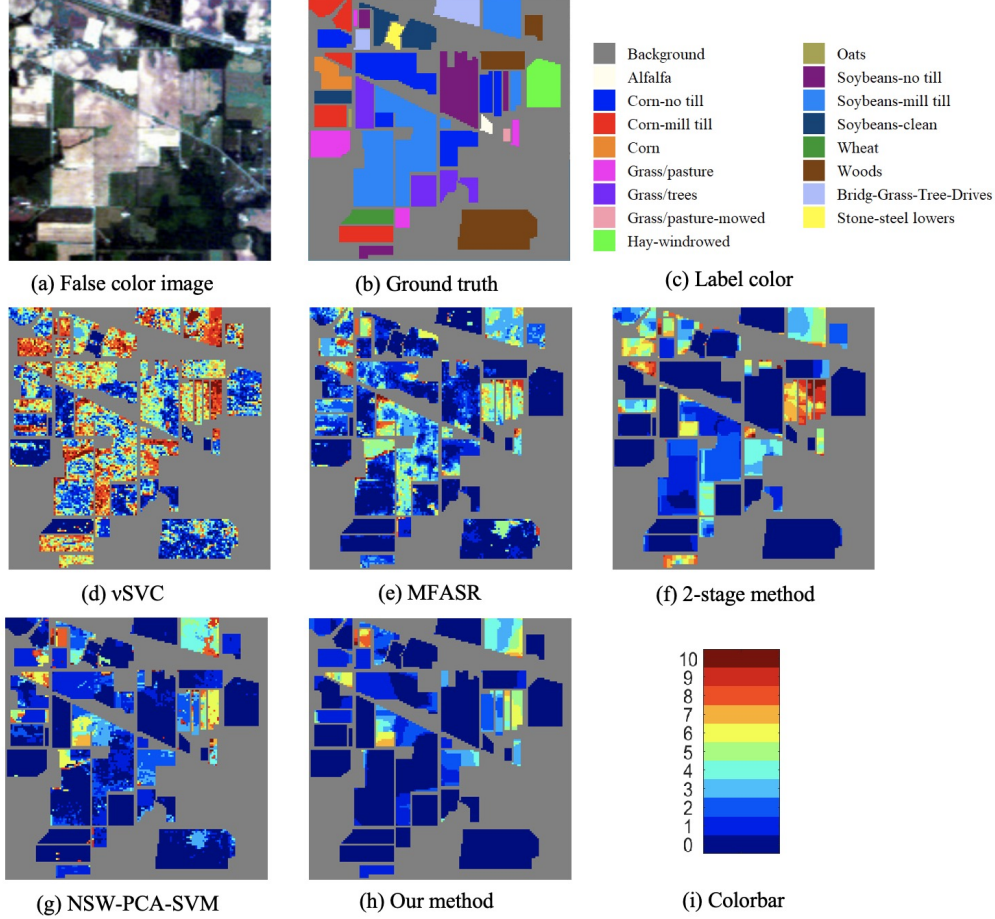 Background
Alfalfa
Corn-no till
Corn-mill till
Corn
Grass/pasture
Grass/trees
Grass/pasture-mowed
Hay-windrowed
Oats
Soybeans-no till
Soybeans-mill till
Soybeans-clean
Wheat
Woods
Bridg-Grass-Tree-Drives
Stone-steel lowers
(a) False color image
(b) Ground truth
(c) Label color
(d) νSVC
(e) MFASR
(f) 2-stage method
10
9
8
7
6
5
4
3
2
1
0
(g) NSW-PCA-SVM
(h) Our method
(i) Colorbar